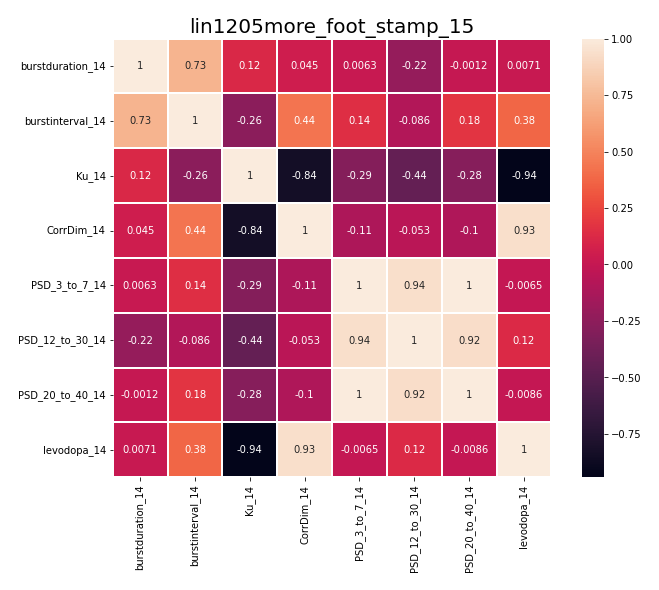 lin1205more_foot_stamp_15
burstduration_14 1 0.73 0.12 0.045 0.0063 -0.22 -0.0012 0.0071
burstinterval_14 0.73 1 -0.26 0.44 0.14 -0.086 0.18 0.38
Ku_14 0.12 -0.26 1 -0.84 -0.29 -0.44 -0.28 -0.94
CorrDim_14 0.045 0.44 -0.84 1 -0.11 -0.053 -0.1 0.93
PSD_3_to_7_14 0.0063 0.14 -0.29 -0.11 1 0.94 1 -0.0065
PSD_12_to_30_14 -0.22 -0.086 -0.44 -0.053 0.94 1 0.92 0.12
PSD_20_to_40_14 -0.0012 0.18 -0.28 -0.1 1 0.92 1 -0.0086
levodopa_14 0.0071 0.38 -0.94 0.93 -0.0065 0.12 -0.0086 1
burstduration_14
burstinterval_14
Ku_14
CorrDim_14
PSD_3_to_7_14
PSD_12_to_30_14
PSD_20_to_40_14
levodopa_14
1.00
0.75
0.50
0.25
0.00
−0.25
−0.50
−0.75